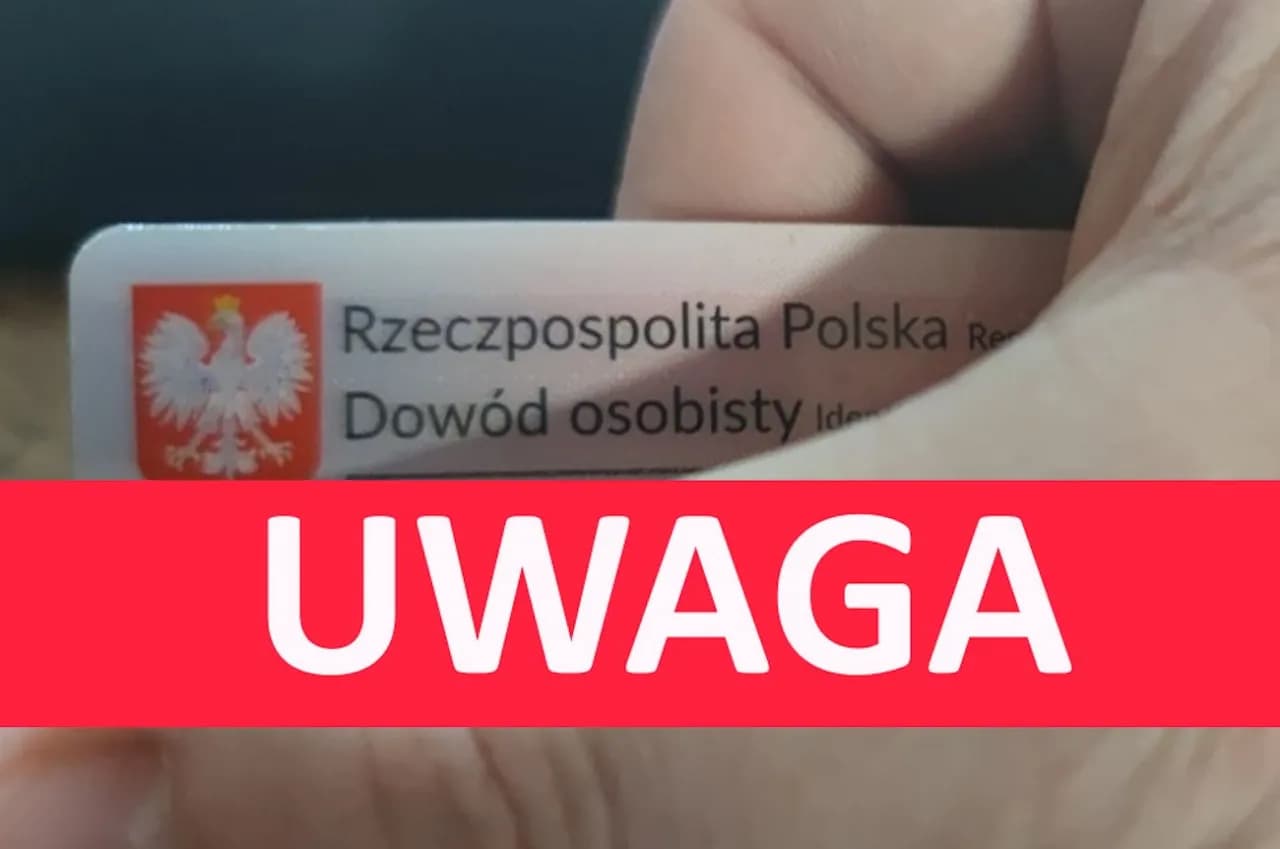 Rzeczpospolita Polska
Dowód osobisty
UWAGA